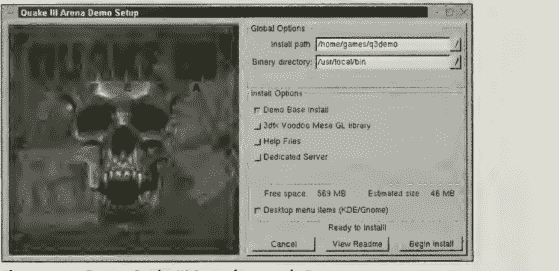 Quake III Arena Demo Setup
Global Options
Install path: /home/games/q3demo
Binary directory: /usr/local/bin
Install Options
Demo Base Install
3dfx Voodoo Mesa GL library
Help Files
Dedicated Server
Free space: 569 MB Estimated size: 46 MB
Desktop menu items (KDE/Gnome)
Ready to Install!
Cancel View Readme Begin Install